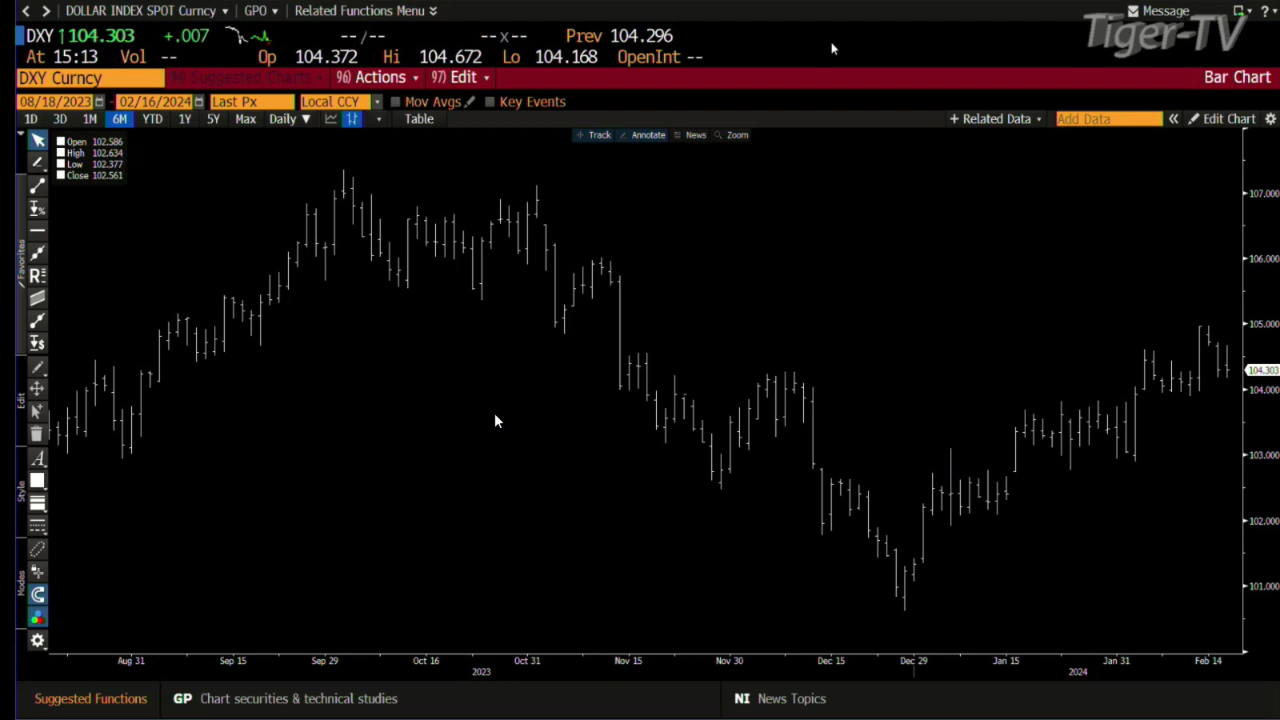 DOLLAR INDEX SPOT Curncy GPO Related Functions Menu Message ?
Tiger-TV
DXY ↑104.303 +.007 -- / -- -- x -- Prev 104.296
At 15:13 Vol -- Op 104.372 Hi 104.672 Lo 104.168 OpenInt --
DXY Curncy 96) Actions 97) Edit Bar Chart
08/18/2023 - 02/16/2024 Last Px Local CCY Mov Avgs Key Events
1D 3D 1M 6M YTD 1Y 5Y Max Daily ▼ Table + Related Data Add Data « Edit Chart
Track Annotate News Zoom
Open 102.586
High 102.634
Low 102.377
Close 102.561
107.000
106.000
105.000
104.303
104.000
103.000
102.000
101.000
Favorites
Edit
Style
Modes
Aug 31 Sep 15 Sep 29 Oct 16 Oct 31 Nov 15 Nov 30 Dec 15 Dec 29 Jan 15 Jan 31 Feb 14
2023 2024
Suggested Functions GP Chart securities & technical studies NI News Topics